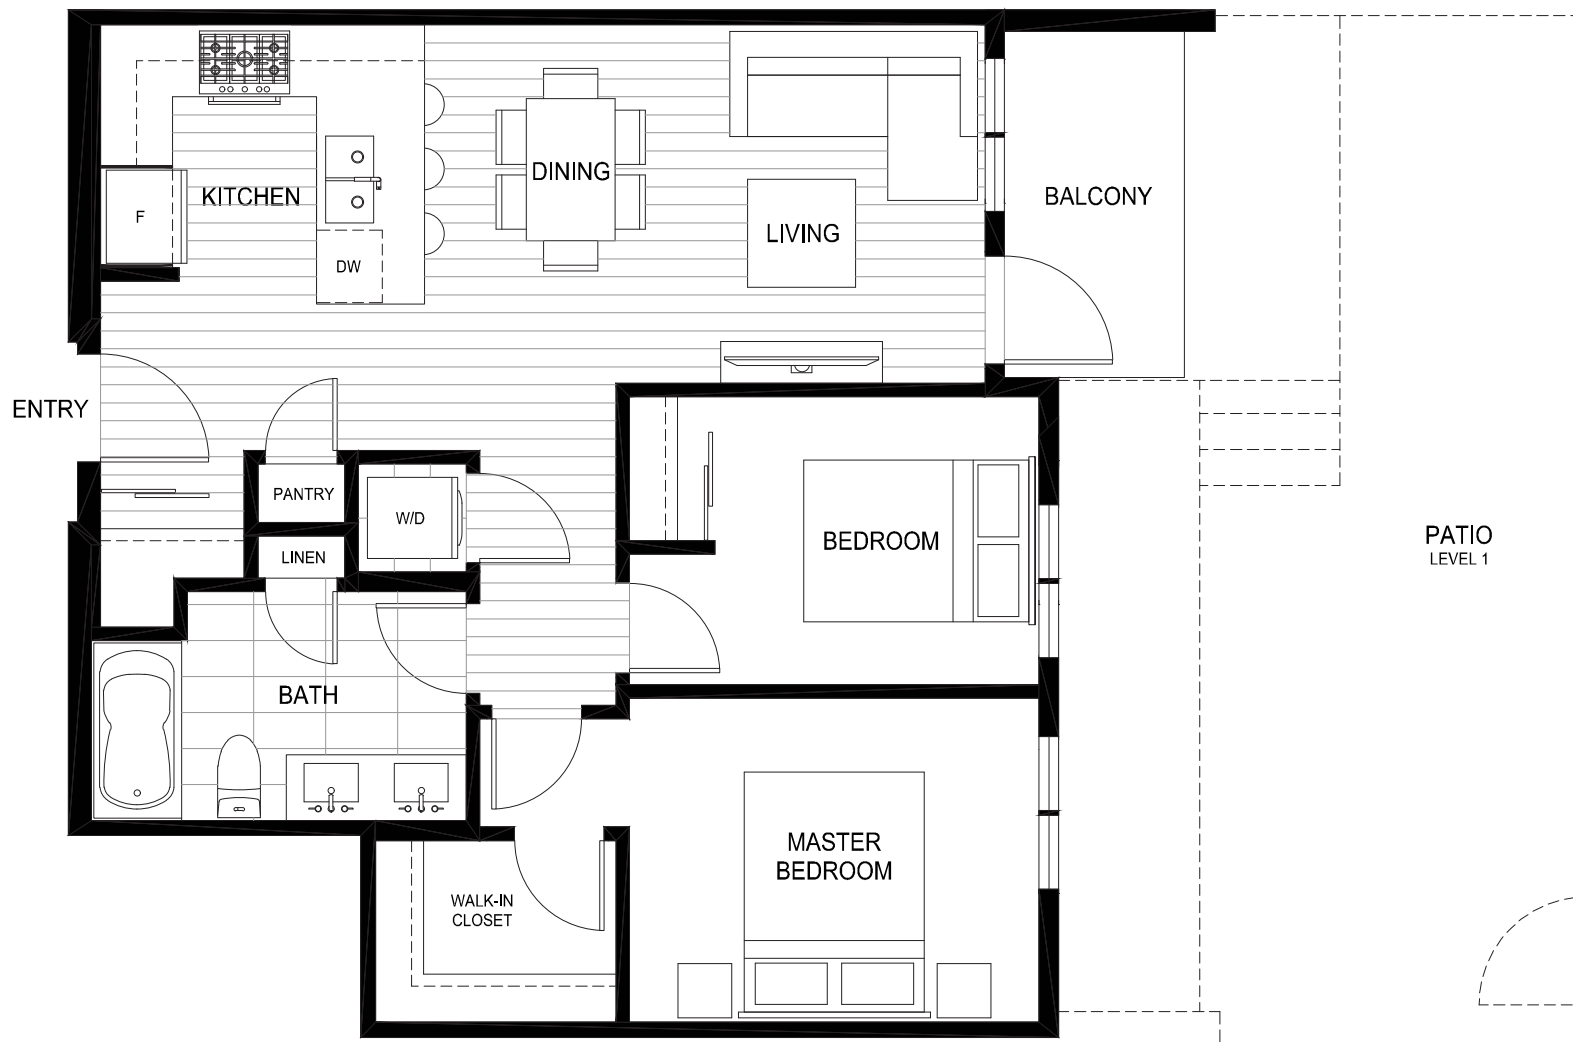 KITCHEN
DINING
LIVING
BALCONY
F
DW
ENTRY
PANTRY
W/D
LINEN
BEDROOM
PATIO
LEVEL 1
BATH
MASTER
BEDROOM
WALK-IN
CLOSET